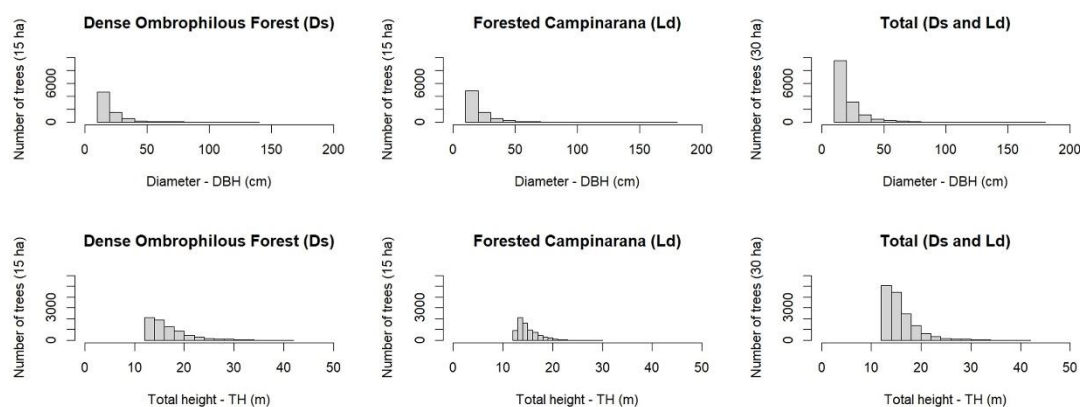 Dense Ombrophilous Forest (Ds)
Number of trees (15 ha)
6000
0
0 50 100 150 200
Diameter - DBH (cm)
Forested Campinarana (Ld)
Number of trees (15 ha)
6000
0
0 50 100 150 200
Diameter - DBH (cm)
Total (Ds and Ld)
Number of trees (30 ha)
6000
0
0 50 100 150 200
Diameter - DBH (cm)
Dense Ombrophilous Forest (Ds)
Number of trees (15 ha)
3000
0
0 10 20 30 40 50
Total height - TH (m)
Forested Campinarana (Ld)
Number of trees (15 ha)
3000
0
0 10 20 30 40 50
Total height - TH (m)
Total (Ds and Ld)
Number of trees (30 ha)
3000
0
0 10 20 30 40 50
Total height - TH (m)